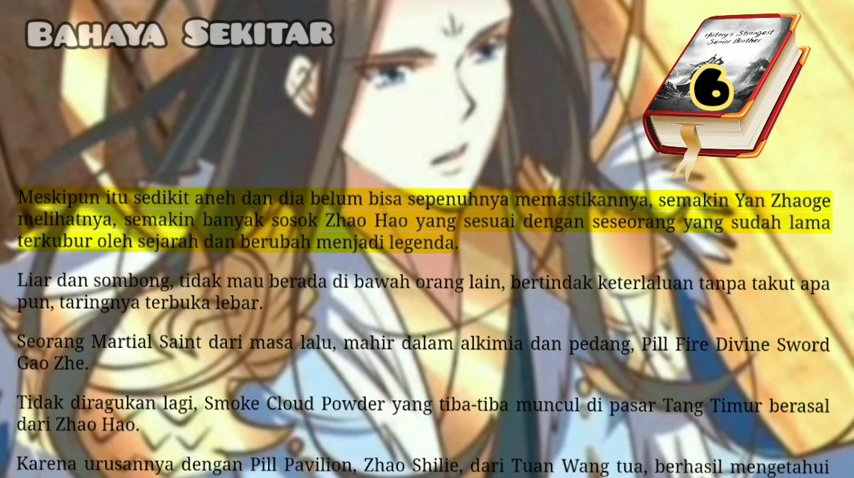 Bahaya Sekitar
History's Strongest
Senior Brother
6
Meskipun itu sedikit aneh dan dia belum bisa sepenuhnya memastikannya, semakin Yan Zhaoge
melihatnya, semakin banyak sosok Zhao Hao yang sesuai dengan seseorang yang sudah lama
terkubur oleh sejarah dan berubah menjadi legenda.
Liar dan sombong, tidak mau berada di bawah orang lain, bertindak keterlaluan tanpa takut apa
pun, taringnya terbuka lebar.
Seorang Martial Saint dari masa lalu, mahir dalam alkimia dan pedang, Pill Fire Divine Sword
Gao Zhe.
Tidak diragukan lagi, Smoke Cloud Powder yang tiba-tiba muncul di pasar Tang Timur berasal
dari Zhao Hao.
Karena urusannya dengan Pill Pavilion, Zhao Shilie, dari Tuan Wang tua, berhasil mengetahui